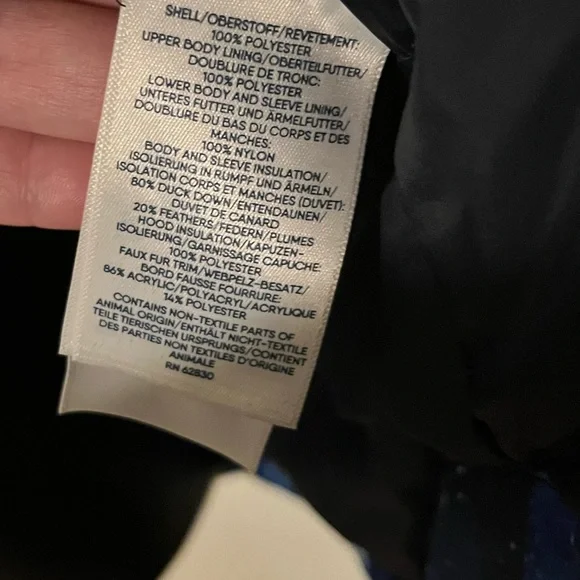 SHELL/OBERSTOFF/REVETEMENT:
100% POLYESTER
UPPER BODY LINING/OBERTEILFUTTER/
DOUBLURE DE TRONC:
100% POLYESTER
LOWER BODY AND SLEEVE LINING/
UNTERES FUTTER UND ÄRMELFUTTER/
DOUBLURE DU BAS DU CORPS ET DES
MANCHES:
100% NYLON
BODY AND SLEEVE INSULATION/
ISOLIERUNG IN RUMPF UND ÄRMELN/
ISOLATION CORPS ET MANCHES (DUVET):
80% DUCK DOWN/ENTENDAUNEN/
DUVET DE CANARD
20% FEATHERS/FEDERN/PLUMES
HOOD INSULATION/KAPUZEN-
ISOLIERUNG/GARNISSAGE CAPUCHE:
100% POLYESTER
FAUX FUR TRIM/WEBPELZ-BESATZ/
BORD FAUSSE FOURRURE:
86% ACRYLIC/POLYACRYL/ACRYLIQUE
14% POLYESTER
CONTAINS NON-TEXTILE PARTS OF
ANIMAL ORIGIN/ENTHÄLT NICHT-TEXTILE
TEILE TIERISCHEN URSPRUNGS/CONTIENT
DES PARTIES NON TEXTILES D'ORIGINE
ANIMALE
RN 62830